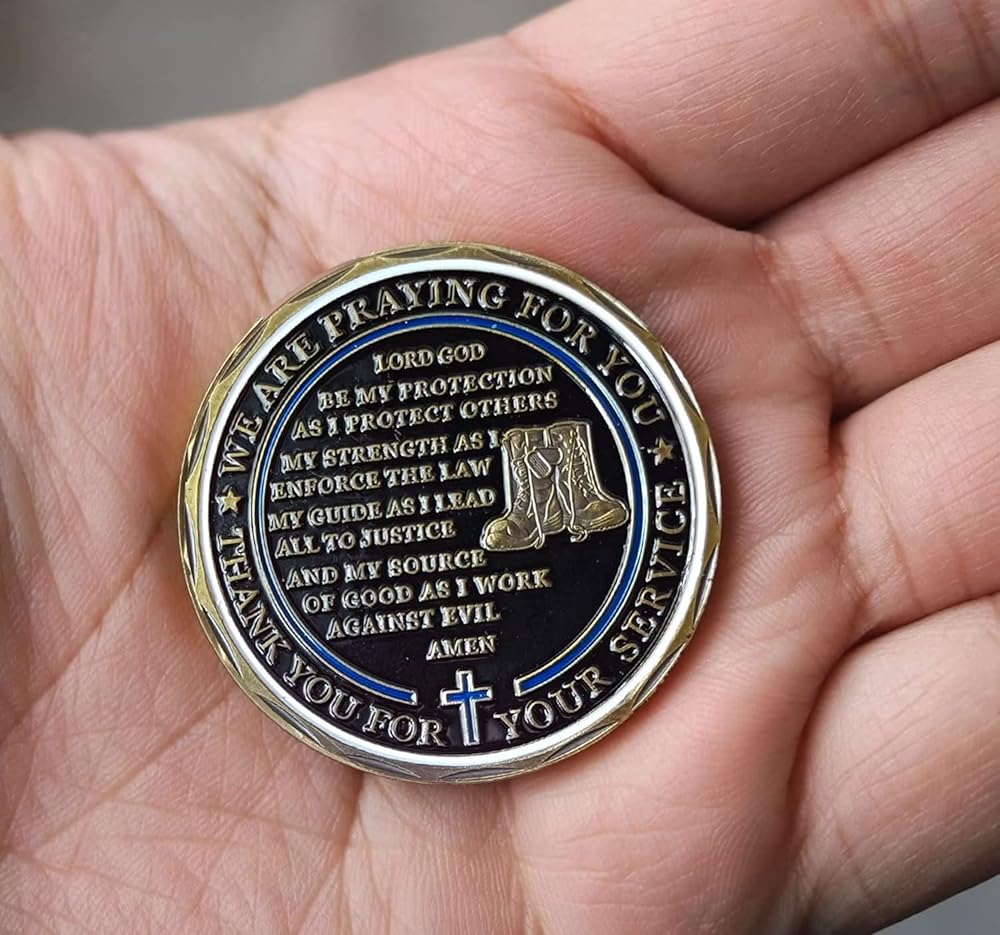 WE ARE PRAYING FOR YOU
LORD GOD
BE MY PROTECTION
AS I PROTECT OTHERS
MY STRENGTH AS I
ENFORCE THE LAW
MY GUIDE AS I LEAD
ALL TO JUSTICE
AND MY SOURCE
OF GOOD AS I WORK
AGAINST EVIL
AMEN
THANK YOU FOR YOUR SERVICE